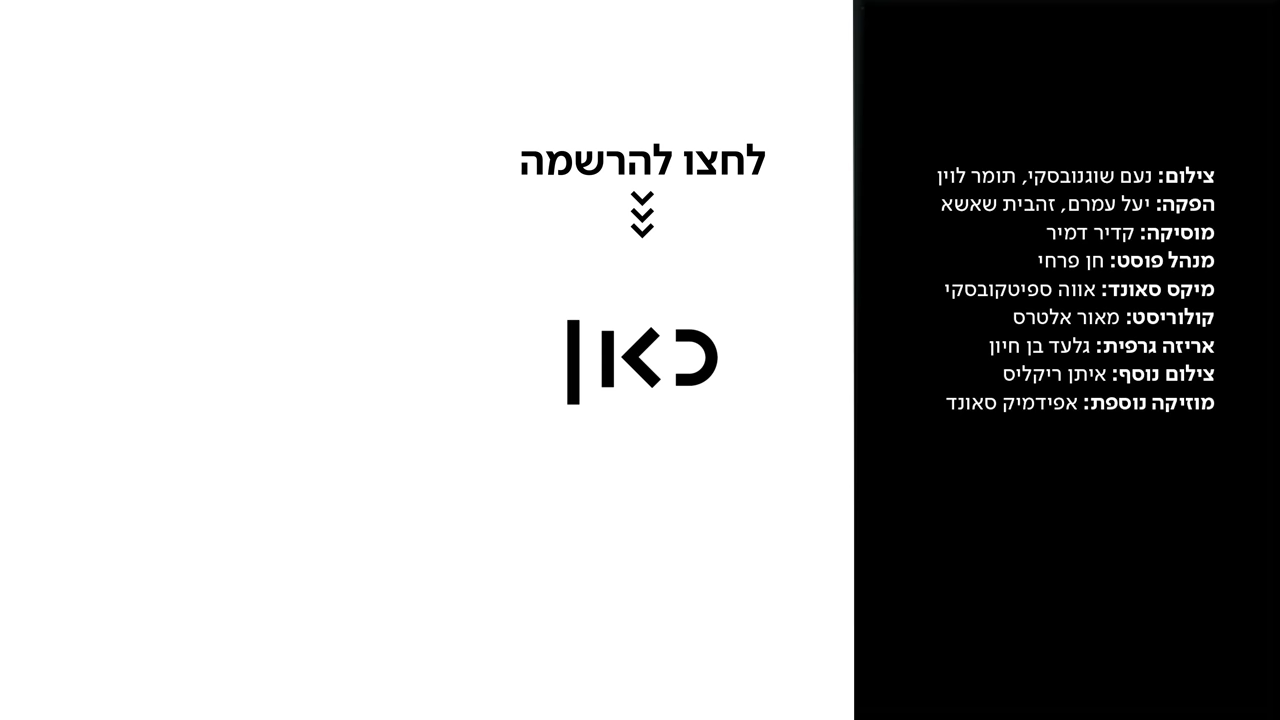 לחצו להרשמה
כאן
צילום: נעם שוגנובסקי, תומר לוין
הפקה: יעל עמרם, זהבית שאשא
מוסיקה: קדיר דמיר
מנהל פוסט: חן פרחי
מיקס סאונד: אווה ספיטקובסקי
קולוריסט: מאור אלטרס
אריזה גרפית: גלעד בן חיון
צילום נוסף: איתן ריקליס
מוזיקה נוספת: אפידמיק סאונד